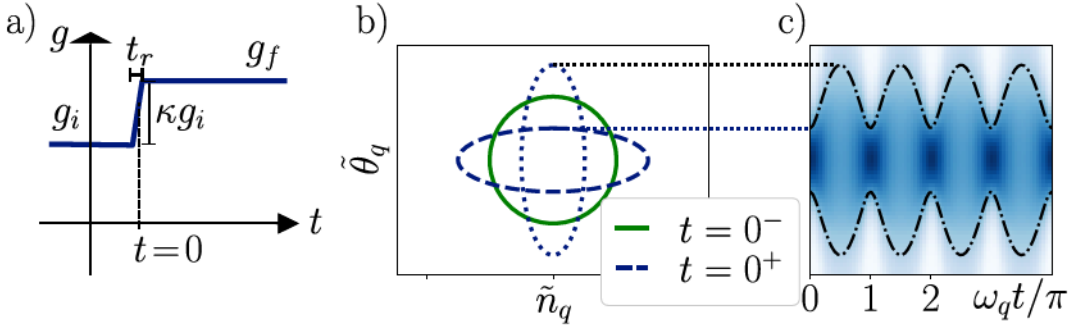 a)
g
t_r
g_f
g_i
κg_i
t
t=0
b)
θ̃_q
ñ_q
t = 0⁻
t = 0⁺
c)
0 1 2 ω_q t/π